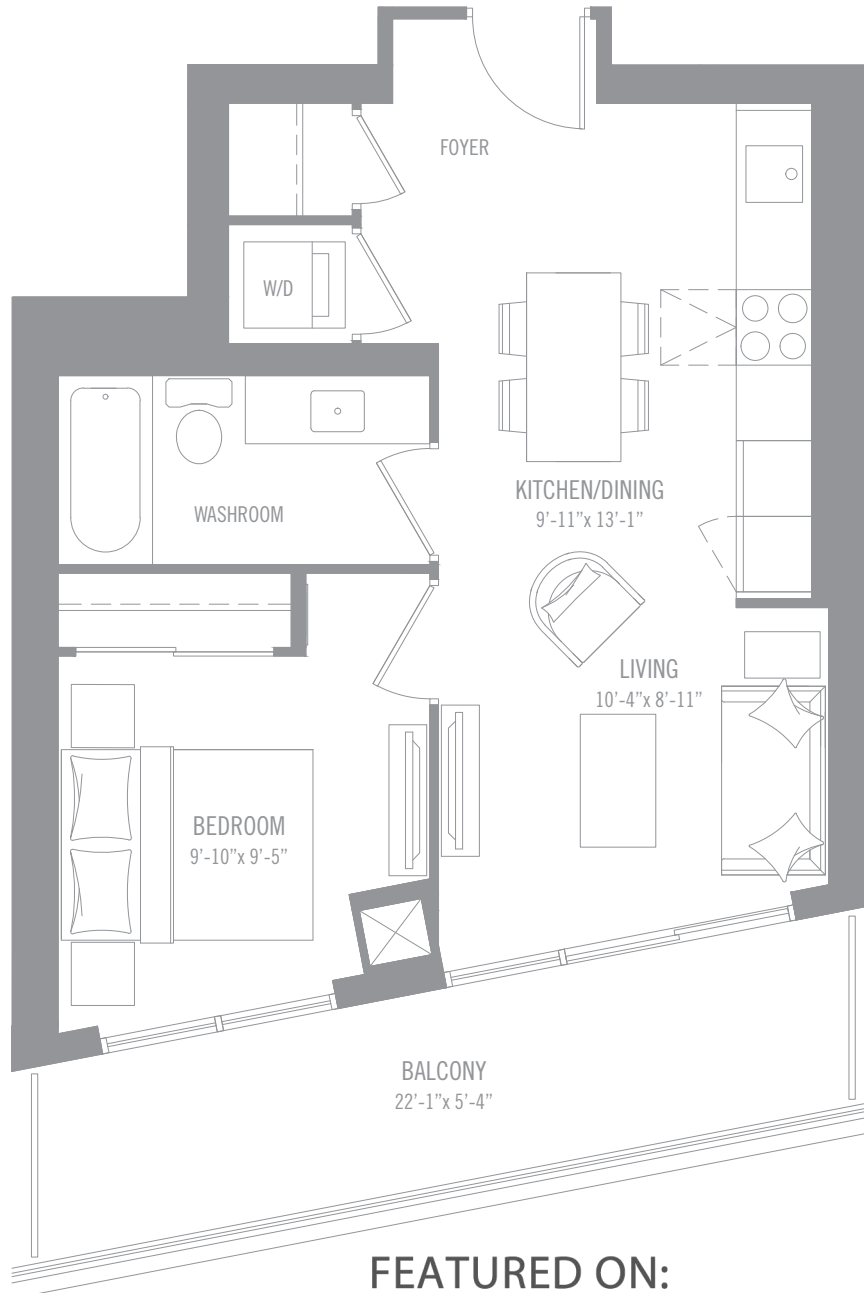 FOYER
W/D
KITCHEN/DINING
9’-11”x 13’-1”
WASHROOM
LIVING
10’-4”x 8’-11”
BEDROOM
9’-10”x 9’-5”
BALCONY
22’-1”x 5’-4”
FEATURED ON: